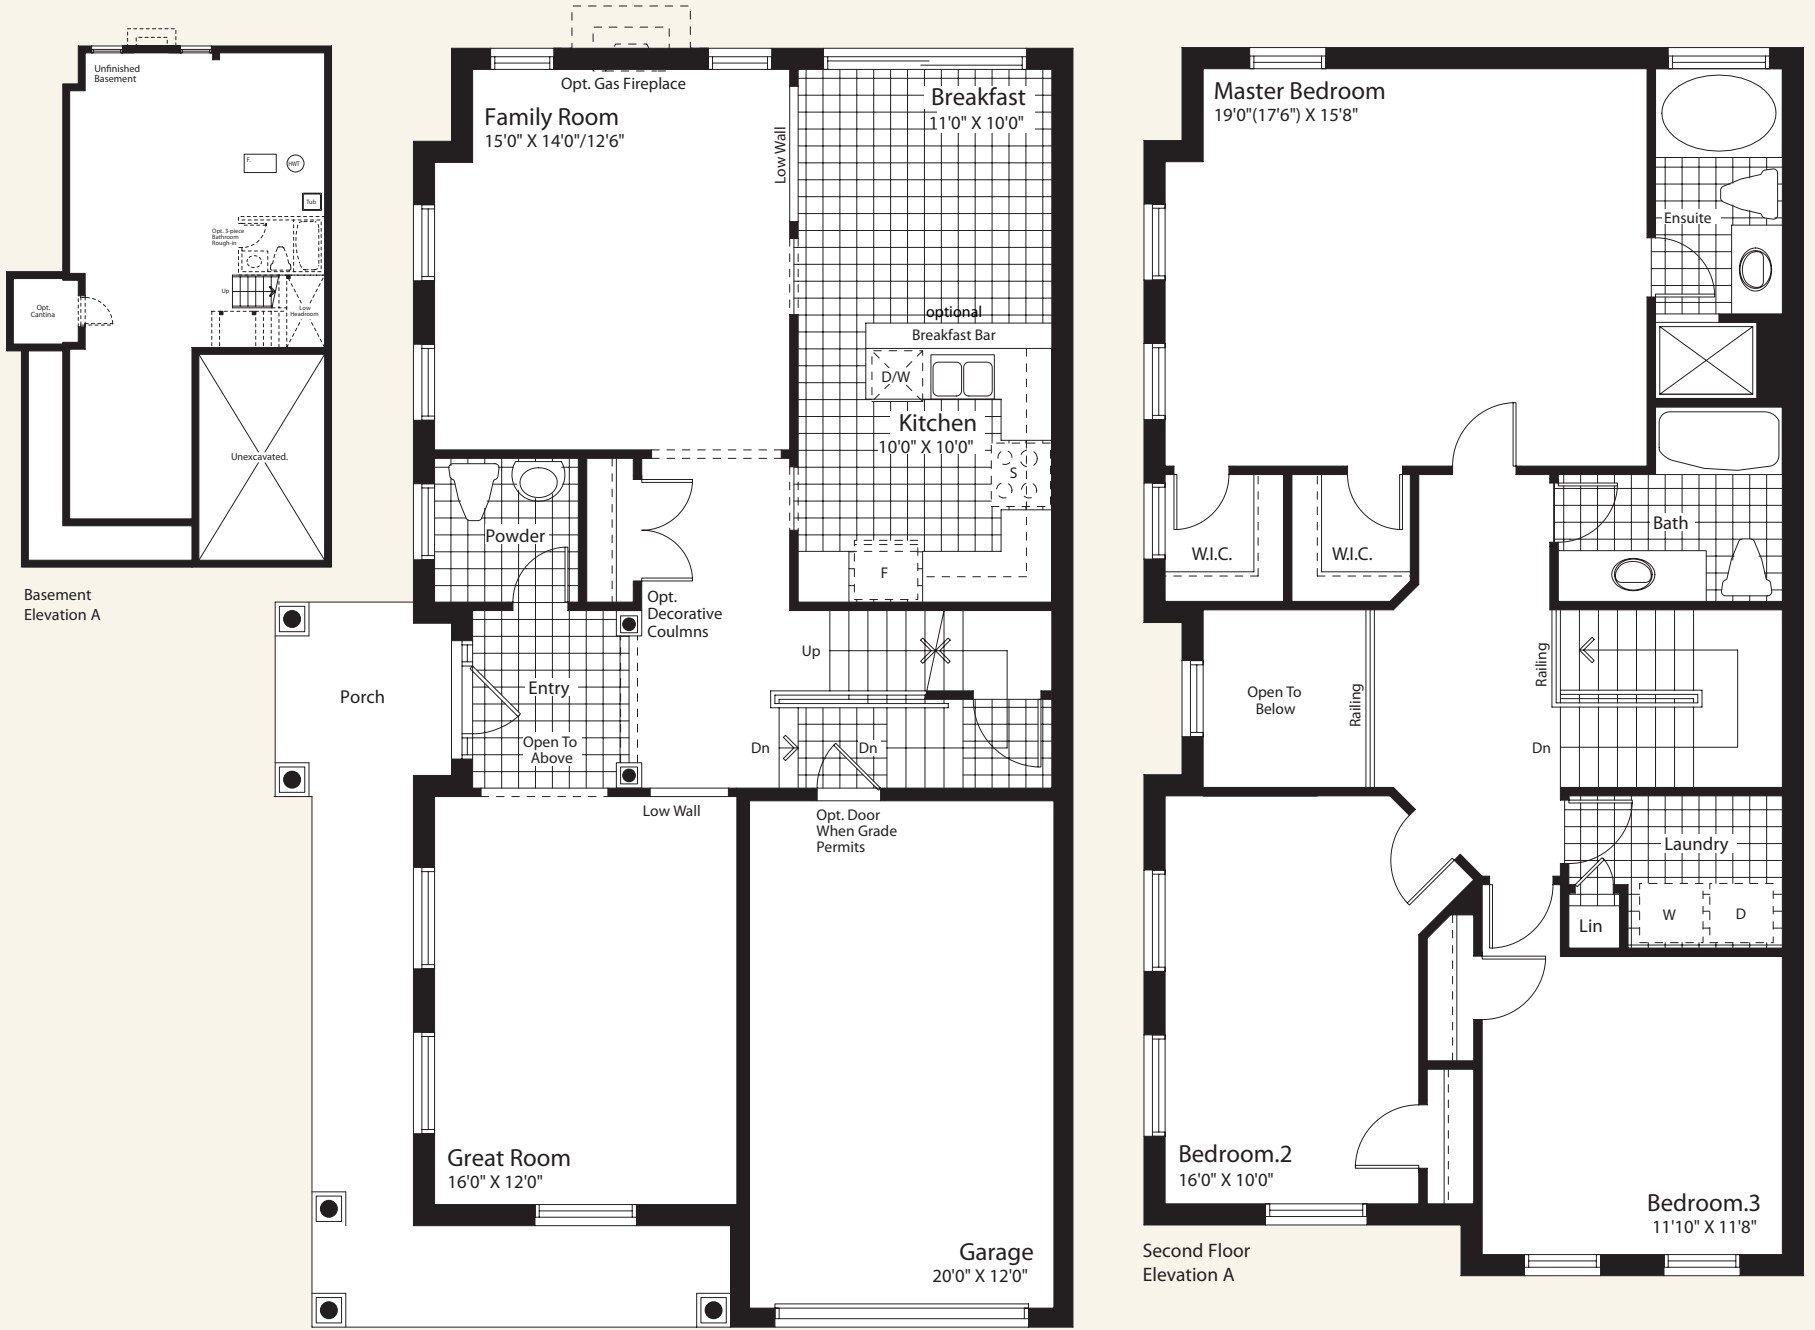 Unfinished
Basement
F.
HWT
Tub
Opt. 3-piece
Bathroom
Rough-in
Up
Low
Headroom
Opt.
Cantina
Unexcavated.
Basement
Elevation A
Opt. Gas Fireplace
Family Room
15'0" X 14'0"/12'6"
Low Wall
Breakfast
11'0" X 10'0"
optional
Breakfast Bar
D/W
Kitchen
10'0" X 10'0"
S
F
Powder
Opt.
Decorative
Coulmns
Porch
Entry
Open To
Above
Up
Dn
Dn
Low Wall
Opt. Door
When Grade
Permits
Great Room
16'0" X 12'0"
Garage
20'0" X 12'0"
Master Bedroom
19'0"(17'6") X 15'8"
Ensuite
W.I.C.
W.I.C.
Bath
Open To
Below
Railing
Railing
Dn
Laundry
Lin
W
D
Bedroom.2
16'0" X 10'0"
Bedroom.3
11'10" X 11'8"
Second Floor
Elevation A